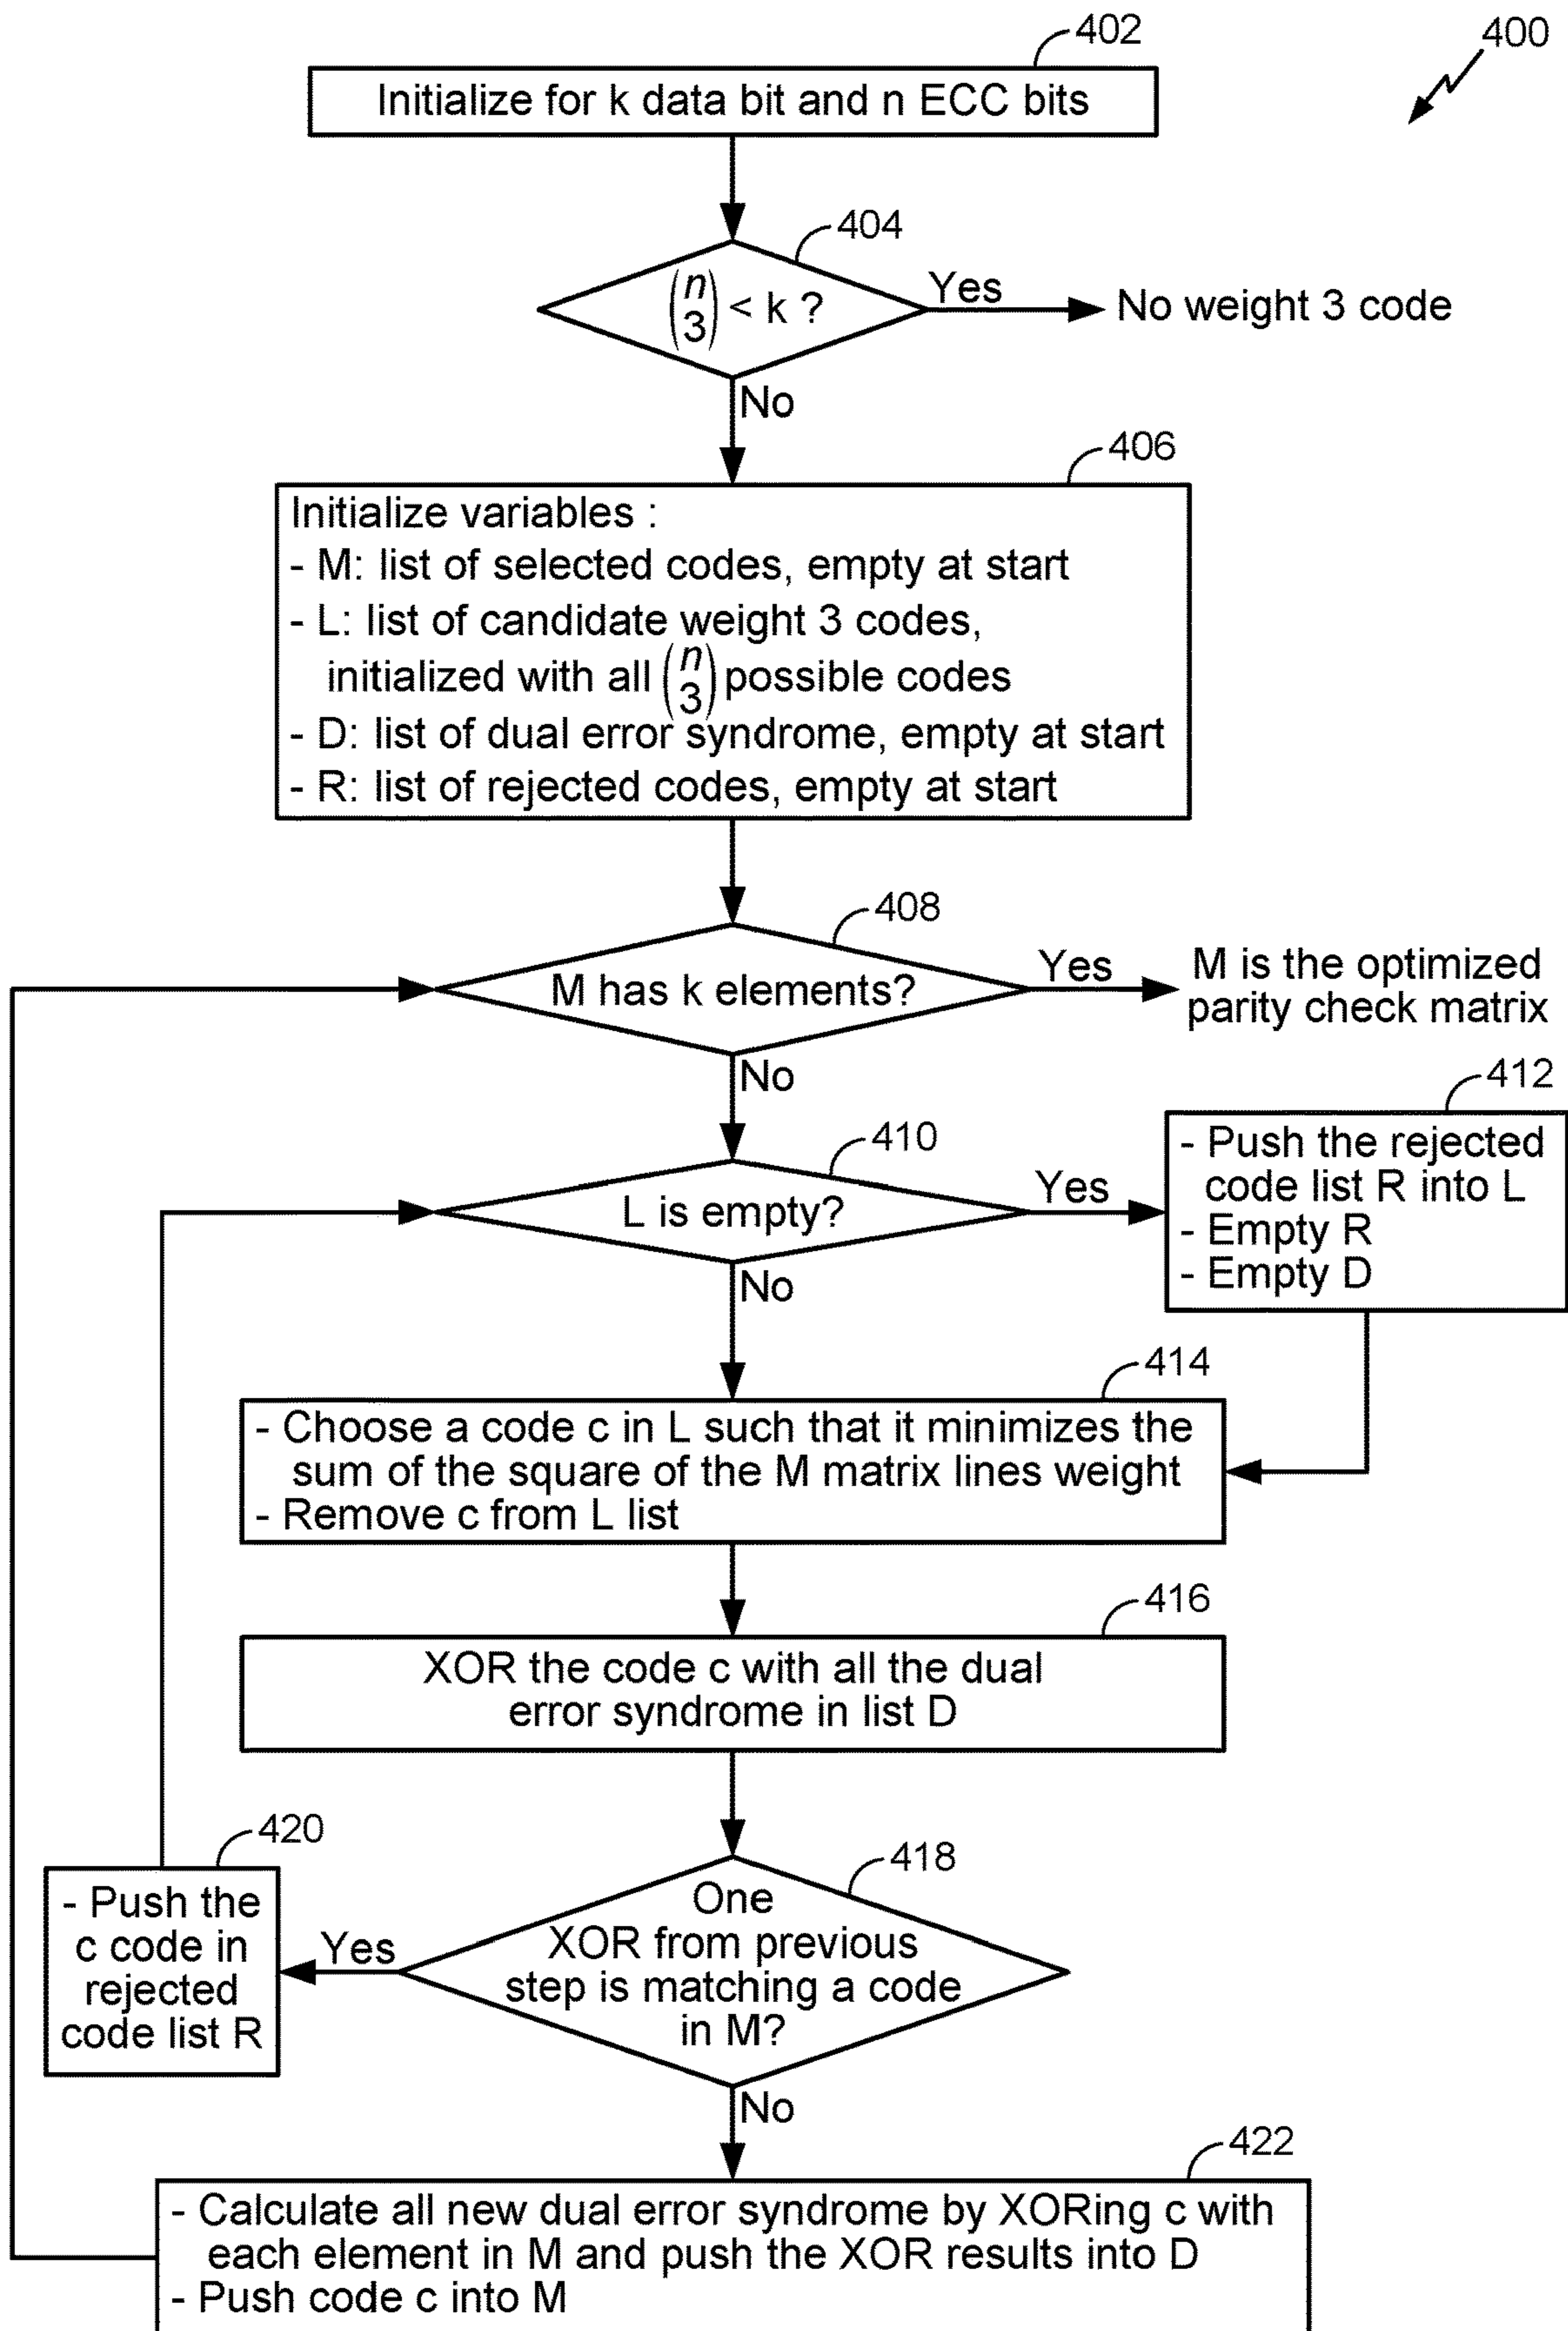 402
400
Initialize for k data bit and n ECC bits
404
(n 3) < k ?
Yes
No weight 3 code
No
406
Initialize variables :
- M: list of selected codes, empty at start
- L: list of candidate weight 3 codes,
initialized with all (n 3) possible codes
- D: list of dual error syndrome, empty at start
- R: list of rejected codes, empty at start
408
M has k elements?
Yes
M is the optimized
parity check matrix
No
412
410
L is empty?
Yes
- Push the rejected
code list R into L
- Empty R
- Empty D
No
414
- Choose a code c in L such that it minimizes the
sum of the square of the M matrix lines weight
- Remove c from L list
416
XOR the code c with all the dual
error syndrome in list D
420
- Push the
c code in
rejected
code list R
Yes
418
One
XOR from previous
step is matching a code
in M?
No
422
- Calculate all new dual error syndrome by XORing c with
each element in M and push the XOR results into D
- Push code c into M